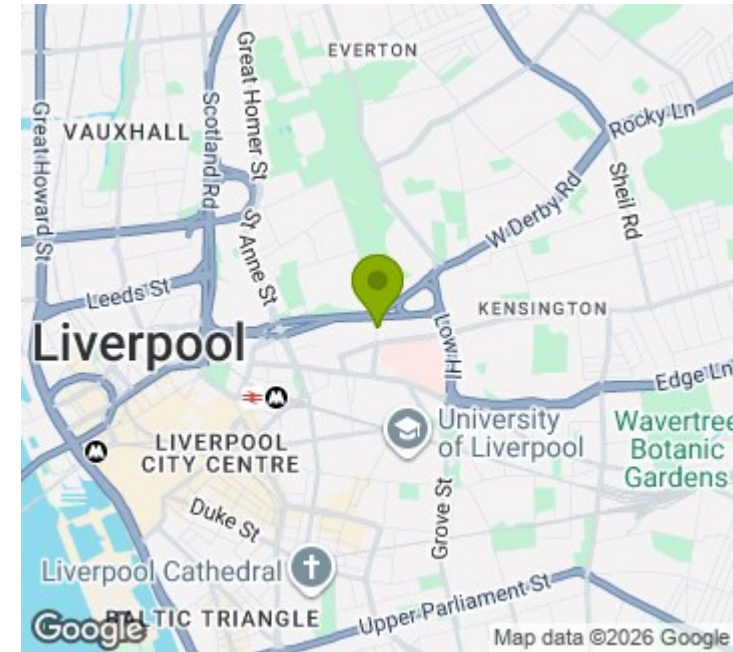 EVERTON
Great Homer St
Scotland Rd
VAUXHALL
Great Howard St
Rocky Ln
Sheil Rd
W Derby Rd
St Anne St
Leeds St
KENSINGTON
Low Hl
Liverpool
Edge Ln
University
of Liverpool
Wavertree
Botanic
Gardens
LIVERPOOL
CITY CENTRE
Duke St
Grove St
Liverpool Cathedral
Upper Parliament St
BALTIC TRIANGLE
Google
Map data ©2026 Google